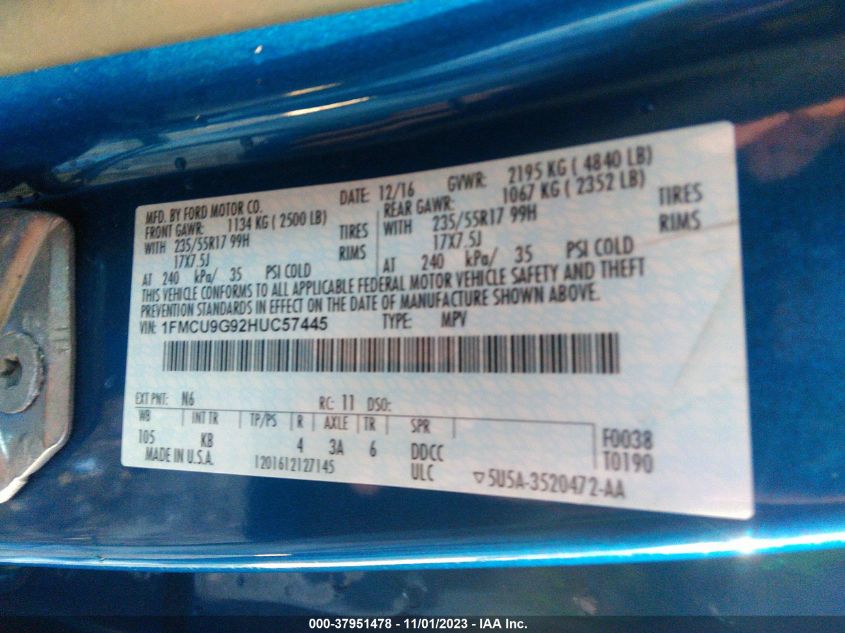 MFD. BY FORD MOTOR CO. DATE: 12/16 GVWR: 2195 KG ( 4840 LB)
FRONT GAWR: 1134 KG ( 2500 LB) REAR GAWR: 1067 KG ( 2352 LB)
WITH 235/55R17 99H TIRES WITH 235/55R17 99H TIRES
17X7.5J RIMS 17X7.5J RIMS
AT 240 kPa/ 35 PSI COLD AT 240 kPa/ 35 PSI COLD
THIS VEHICLE CONFORMS TO ALL APPLICABLE FEDERAL MOTOR VEHICLE SAFETY AND THEFT
PREVENTION STANDARDS IN EFFECT ON THE DATE OF MANUFACTURE SHOWN ABOVE.
VIN: 1FMCU9G92HUC57445 TYPE: MPV
EXT PNT: N6 RC: 11 DSO:
WB INT TR TP/PS R AXLE TR SPR
105 KB 4 3A 6 DDCC F0038
MADE IN U.S.A. 1201612127145 ULC T0190
▽5U5A-3520472-AA
000-37951478 - 11/01/2023 - IAA Inc.